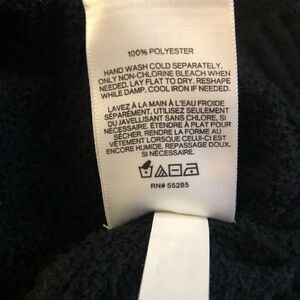 100% POLYESTER
HAND WASH COLD SEPARATELY.
ONLY NON-CHLORINE BLEACH WHEN
NEEDED. LAY FLAT TO DRY. RESHAPE
WHILE DAMP. COOL IRON IF NEEDED.
LAVEZ À LA MAIN À L'EAU FROIDE
SÉPARÉMENT. UTILISEZ SEULEMENT
DU JAVELLISANT SANS CHLORE, SI
NÉCESSAIRE. ÉTENDRE À PLAT POUR
SÉCHER, RENDRE LA FORME AU
VÊTEMENT LORSQUE CELUI-CI EST
ENCORE HUMIDE. REPASSAGE DOUX,
SI NÉCESSAIRE.
RN# 55285